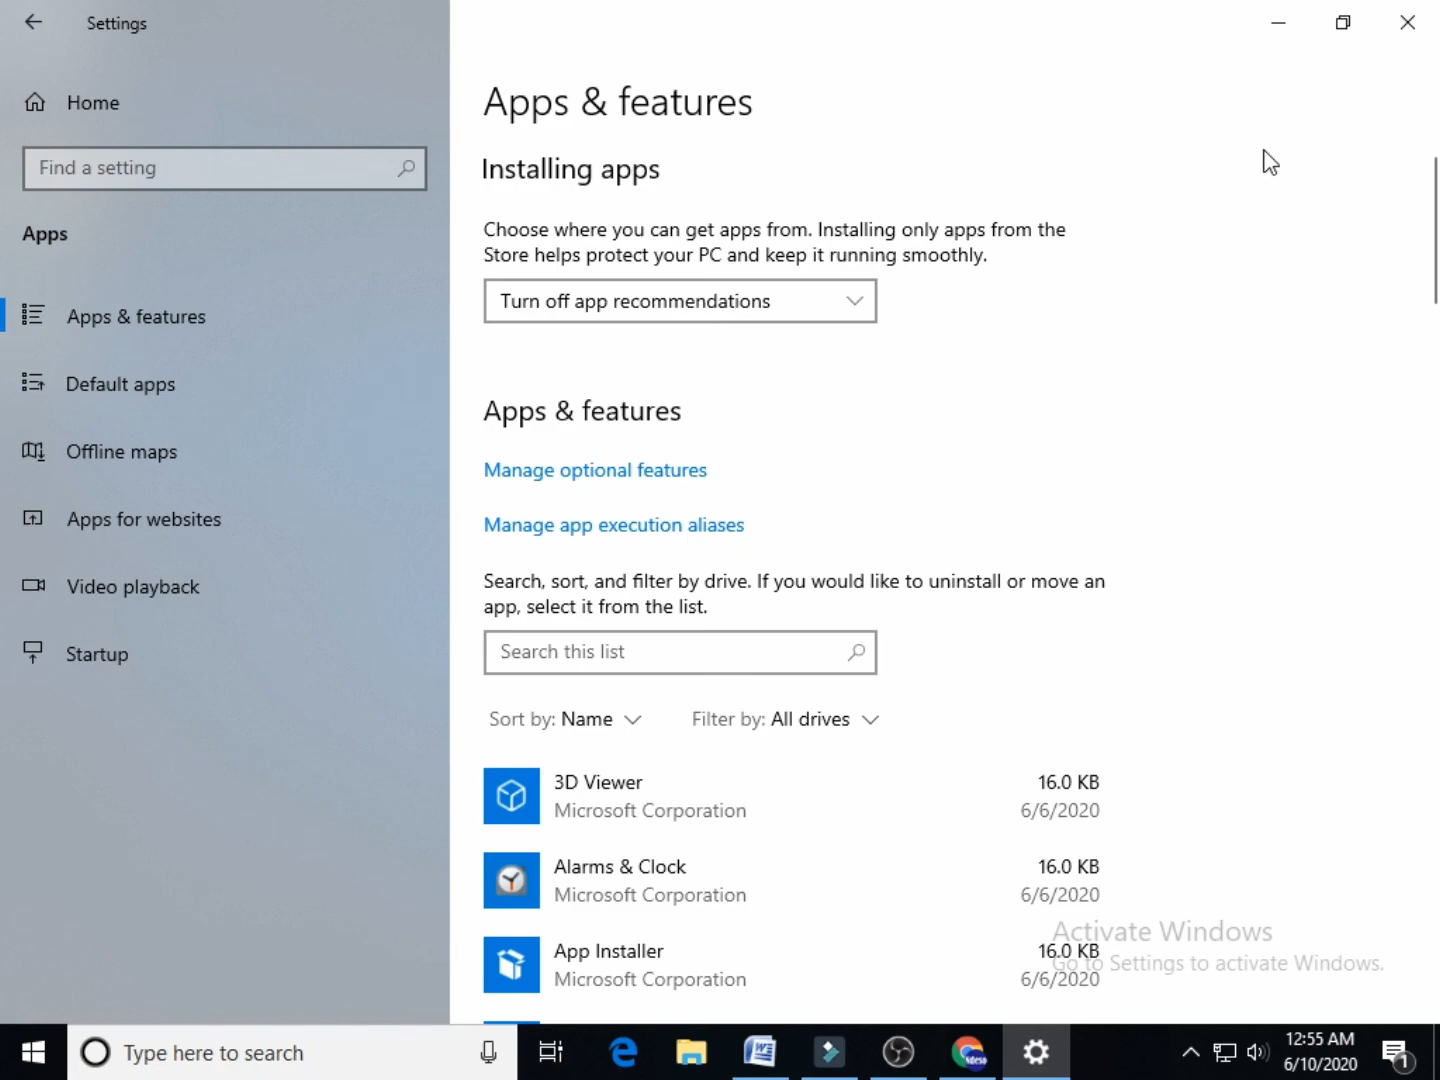 Settings
Home
Find a setting
Apps
Apps & features
Default apps
Offline maps
Apps for websites
Video playback
Startup
Apps & features
Installing apps
Choose where you can get apps from. Installing only apps from the
Store helps protect your PC and keep it running smoothly.
Turn off app recommendations
Apps & features
Manage optional features
Manage app execution aliases
Search, sort, and filter by drive. If you would like to uninstall or move an
app, select it from the list.
Search this list
Sort by: Name Filter by: All drives
3D Viewer 16.0 KB
Microsoft Corporation 6/6/2020
Alarms & Clock 16.0 KB
Microsoft Corporation 6/6/2020
App Installer 16.0 KB
Microsoft Corporation 6/6/2020
Activate Windows
Go to Settings to activate Windows.
Type here to search
12:55 AM
6/10/2020
1